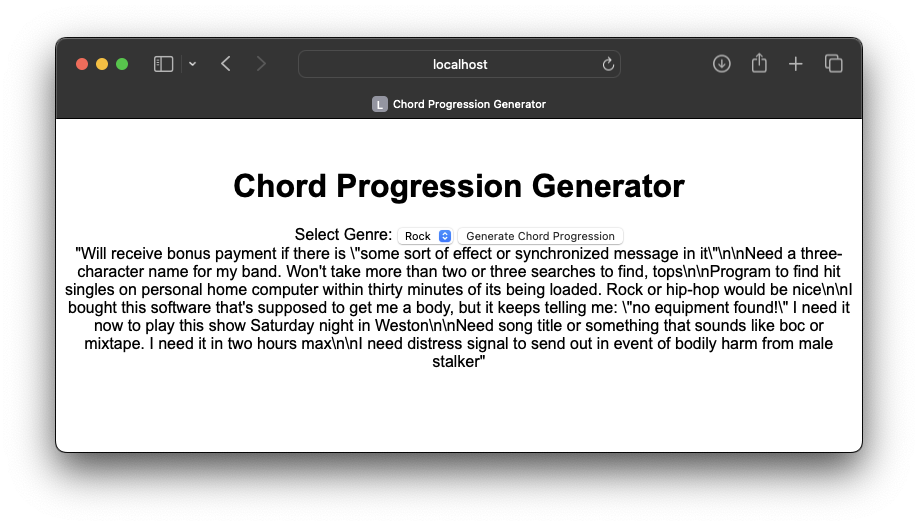 localhost
L Chord Progression Generator
Chord Progression Generator
Select Genre: Rock Generate Chord Progression
"Will receive bonus payment if there is \"some sort of effect or synchronized message in it\"\n\nNeed a three-
character name for my band. Won't take more than two or three searches to find, tops\n\nProgram to find hit
singles on personal home computer within thirty minutes of its being loaded. Rock or hip-hop would be nice\n\nI
bought this software that's supposed to get me a body, but it keeps telling me: \"no equipment found!\" I need it
now to play this show Saturday night in Weston\n\nNeed song title or something that sounds like boc or
mixtape. I need it in two hours max\n\nI need distress signal to send out in event of bodily harm from male
stalker"